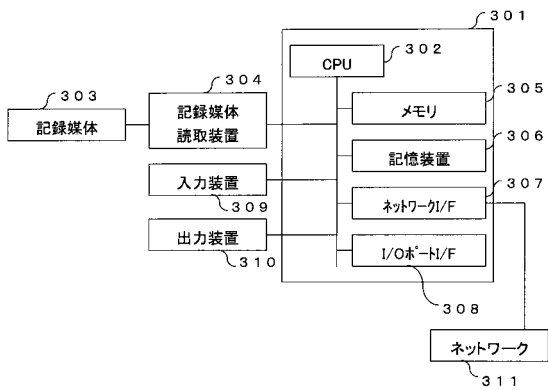 301
302
CPU
303
304
305
記録媒体
記録媒体
読取装置
メモリ
306
記憶装置
307
入力装置
309
ネットワークI/F
出力装置
310
I/OポートI/F
308
ネットワーク
311